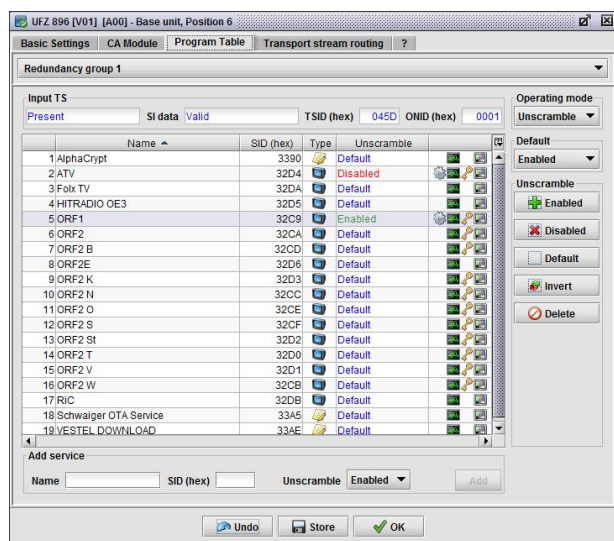 UFZ 896 [V01] [A00] - Base unit, Position 6
Basic Settings CA Module Program Table Transport stream routing ?
Redundancy group 1
Input TS
Present SI data Valid TSID (hex) 045D ONID (hex) 0001
Name SID (hex) Type Unscramble
1 AlphaCrypt 3390 Default
2 ATV 32D4 Disabled
3 Folx TV 32DA Default
4 HITRADIO OE3 32D5 Default
5 ORF1 32C9 Enabled
6 ORF2 32CA Default
7 ORF2 B 32CD Default
8 ORF2E 32D6 Default
9 ORF2 K 32D3 Default
10 ORF2 N 32CC Default
11 ORF2 O 32CE Default
12 ORF2 S 32CF Default
13 ORF2 St 32D2 Default
14 ORF2 T 32D0 Default
15 ORF2 V 32D1 Default
16 ORF2 W 32CB Default
17 RiC 32DB Default
18 Schwaiger OTA Service 33A5 Default
19 VESTEL DOWNLOAD 33AE Default
Operating mode
Unscramble
Default
Enabled
Unscramble
Enabled
Disabled
Default
Invert
Delete
Add service
Name SID (hex) Unscramble Enabled Add
Undo Store OK